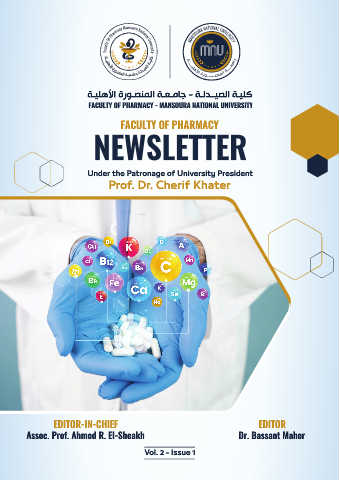 MNU
كلية الصيدلة - جامعة المنصورة الأهلية
FACULTY OF PHARMACY - MANSOURA NATIONAL UNIVERSITY
FACULTY OF PHARMACY
NEWSLETTER
Under the Patronage of University President
Prof. Dr. Cherif Khater
K
A
B12
C
Fe
Mg
Ca
K
Se
E
EDITOR-IN-CHIEF
Assoc. Prof. Ahmed R. El-Sheakh
EDITOR
Dr. Bassant Maher
Vol. 2 - Issue 1